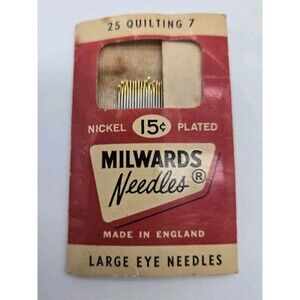 25 QUILTING 7
NICKEL 15¢ PLATED
MILWARDS
Needles ®
MADE IN ENGLAND
LARGE EYE NEEDLES